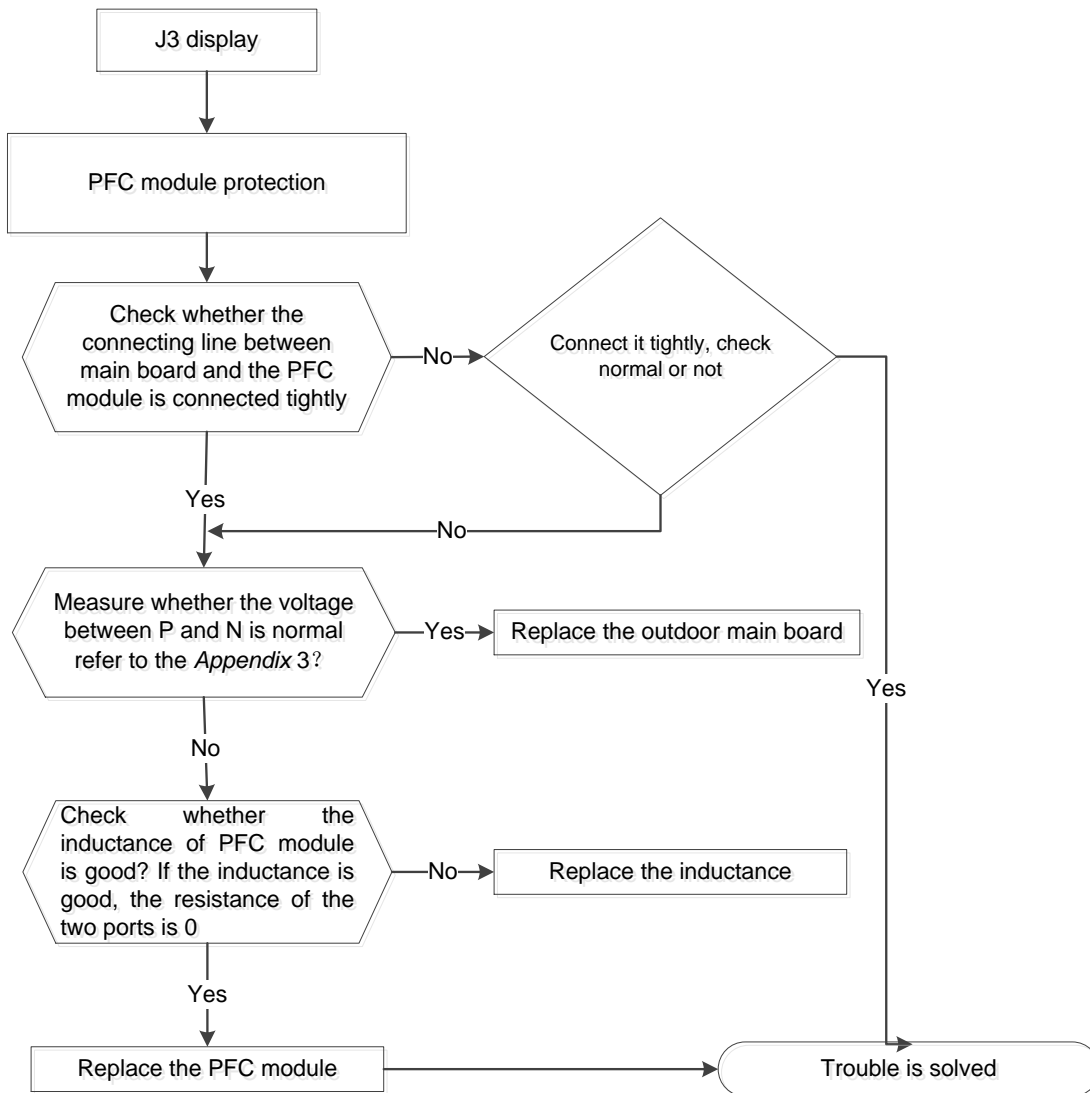 J3 display
PFC module protection
Check whether the
connecting line between
main board and the PFC
module is connected tightly
No
Connect it tightly, check
normal or not
Yes
No
Measure whether the voltage
between P and N is normal
refer to the Appendix 3?
Yes
Replace the outdoor main board
Yes
No
Check whether the
inductance of PFC module
is good? If the inductance is
good, the resistance of the
two ports is 0
No
Replace the inductance
Yes
Replace the PFC module
Trouble is solved